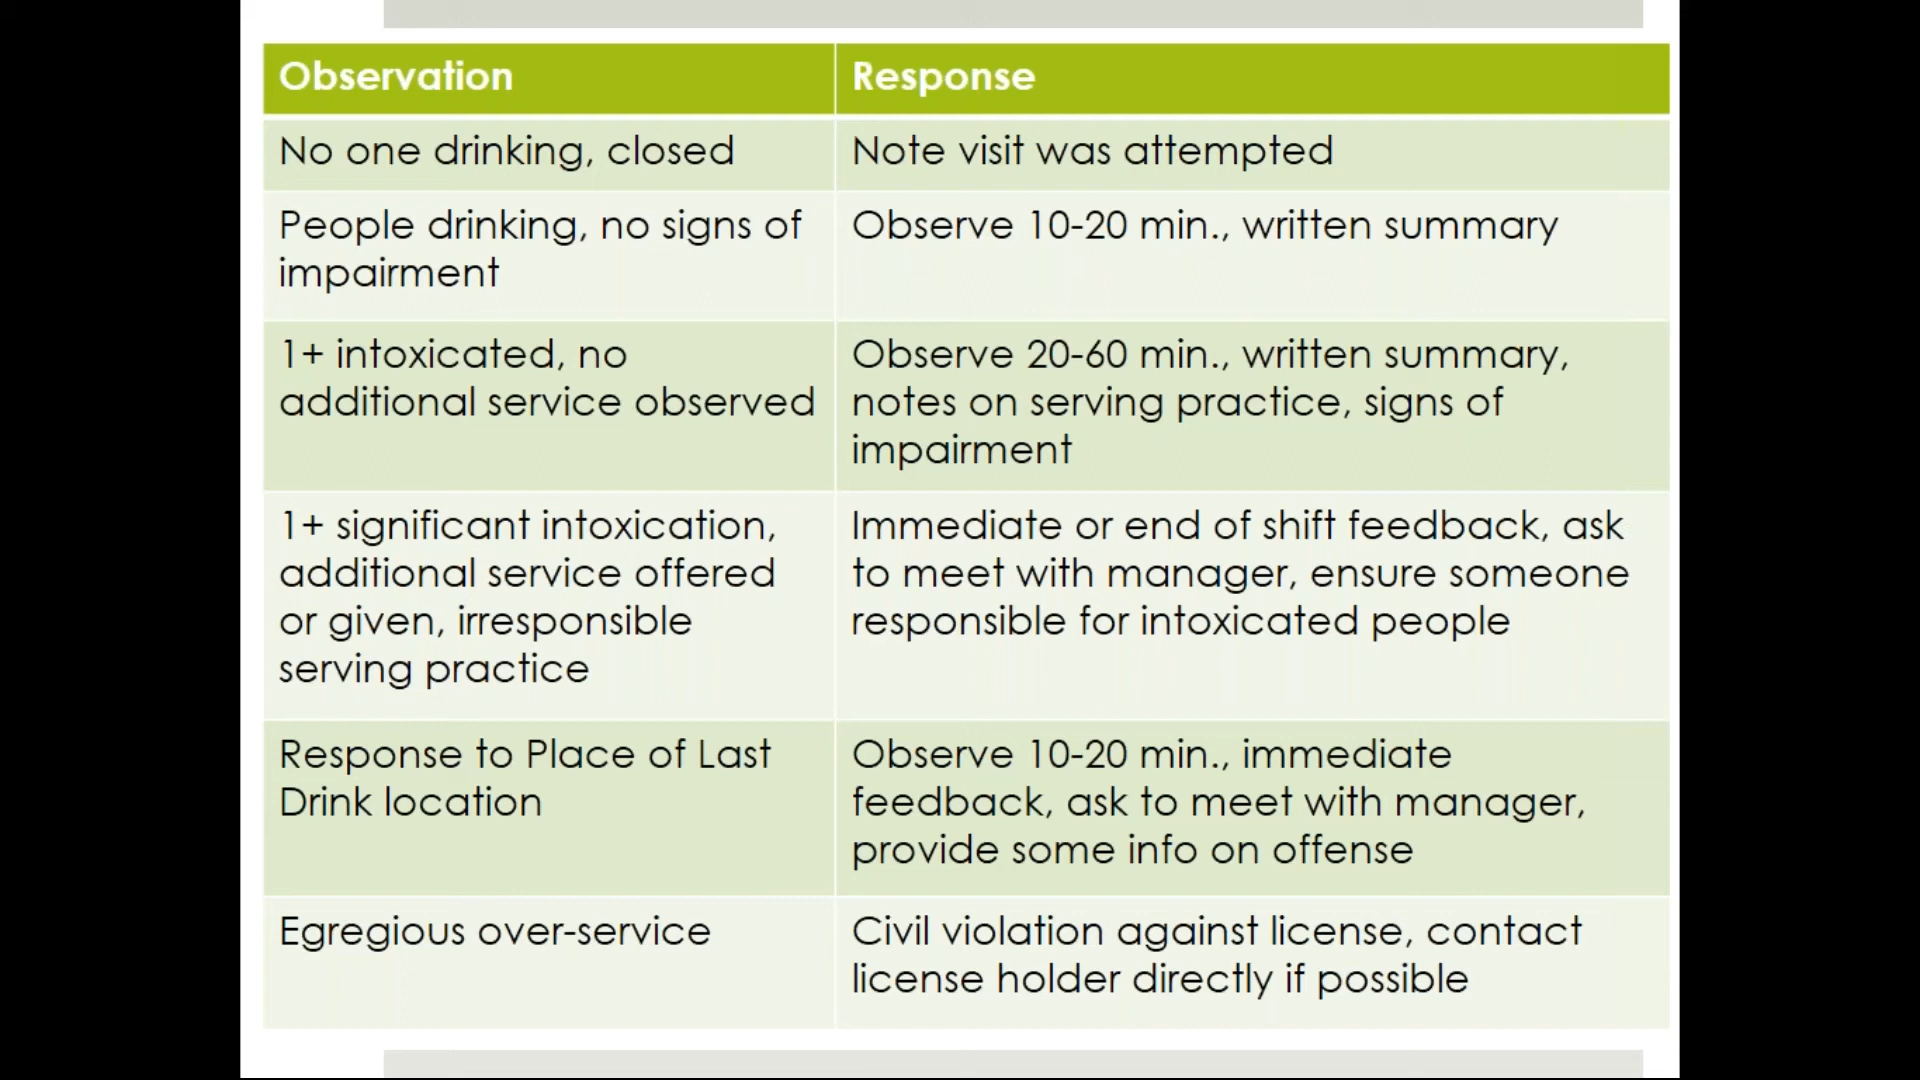 Observation
Response
No one drinking, closed
Note visit was attempted
People drinking, no signs of
impairment
Observe 10-20 min., written summary
1+ intoxicated, no
additional service observed
Observe 20-60 min., written summary,
notes on serving practice, signs of
impairment
1+ significant intoxication,
additional service offered
or given, irresponsible
serving practice
Immediate or end of shift feedback, ask
to meet with manager, ensure someone
responsible for intoxicated people
Response to Place of Last
Drink location
Observe 10-20 min., immediate
feedback, ask to meet with manager,
provide some info on offense
Egregious over-service
Civil violation against license, contact
license holder directly if possible